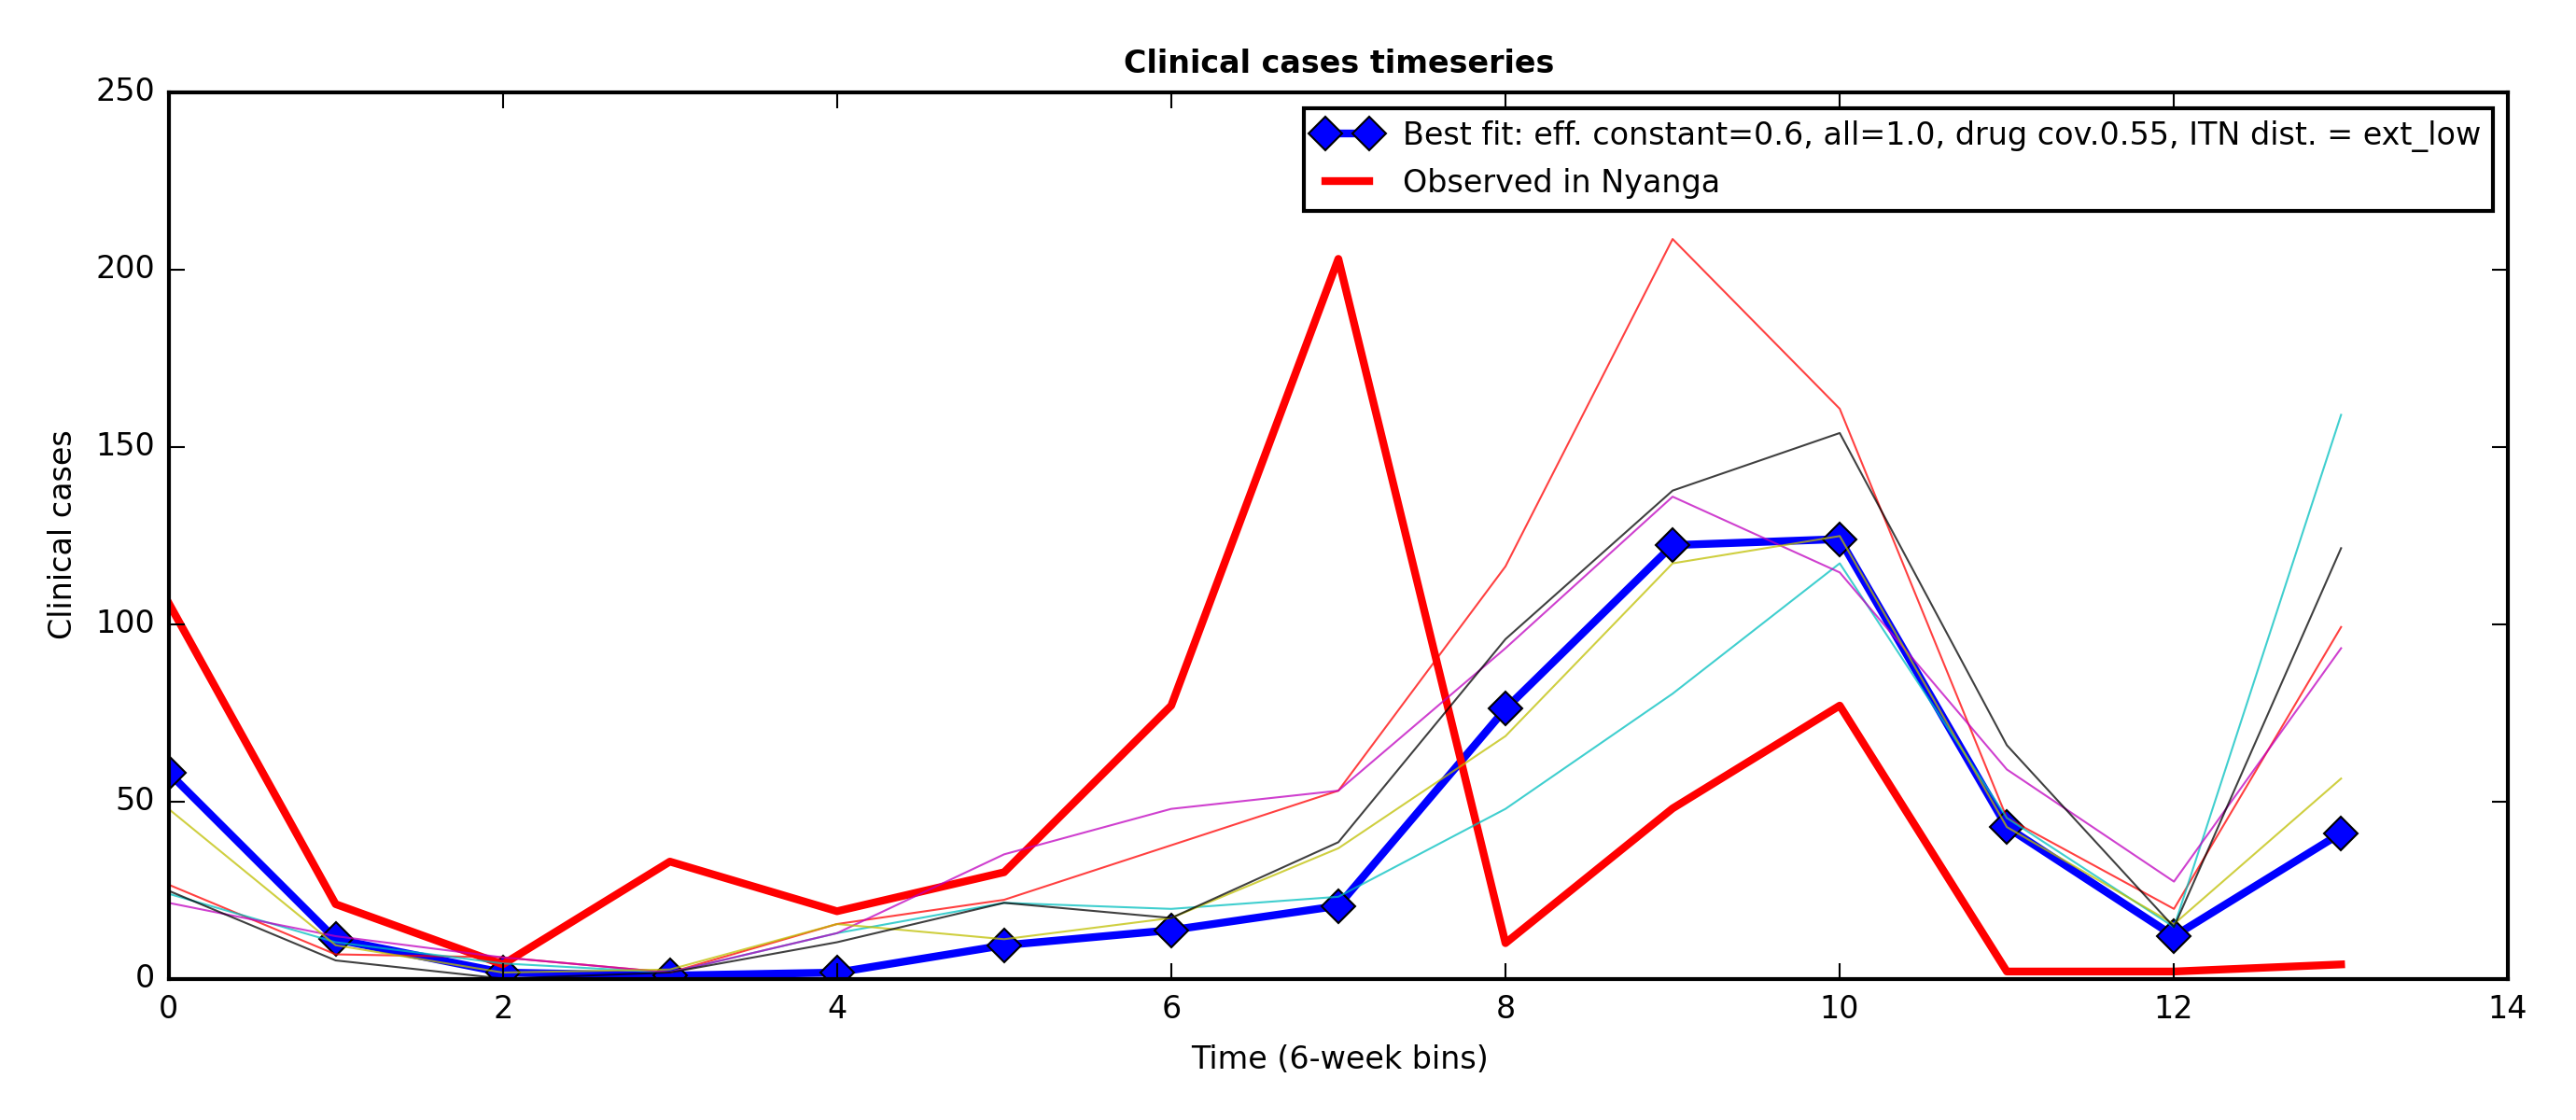 Clinical cases timeseries
250
200
150
100
50
0
Clinical cases
Best fit: eff. constant=0.6, all=1.0, drug cov.0.55, ITN dist. = ext_low
Observed in Nyanga
0 2 4 6 8 10 12 14
Time (6-week bins)